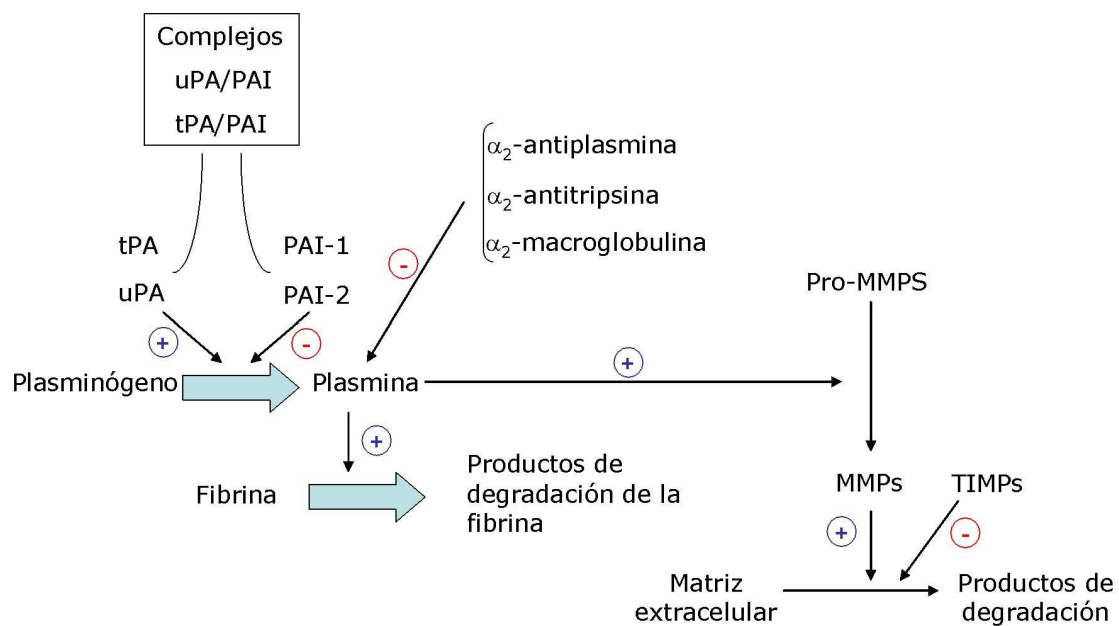 Complejos
uPA/PAI
tPA/PAI
α2-antiplasmina
α2-antitripsina
α2-macroglobulina
tPA
PAI-1
uPA
PAI-2
+
-
-
Pro-MMPS
Plasminógeno
Plasmina
+
+
Fibrina
Productos de
degradación de la
fibrina
MMPs
TIMPs
+
-
Matriz
extracelular
Productos de
degradación